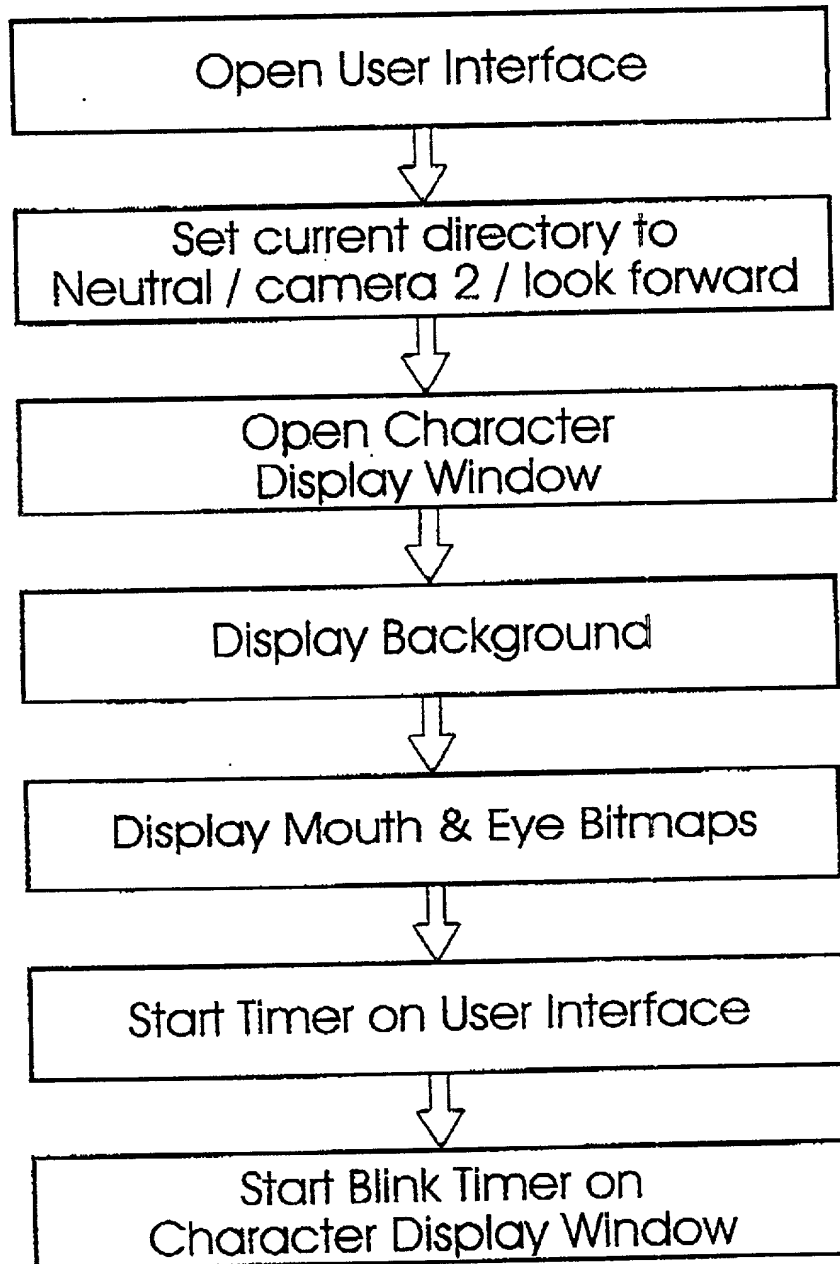 Open User Interface
Set current directory to
Neutral / camera 2 / look forward
Open Character
Display Window
Display Background
Display Mouth & Eye Bitmaps
Start Timer on User Interface
Start Blink Timer on
Character Display Window